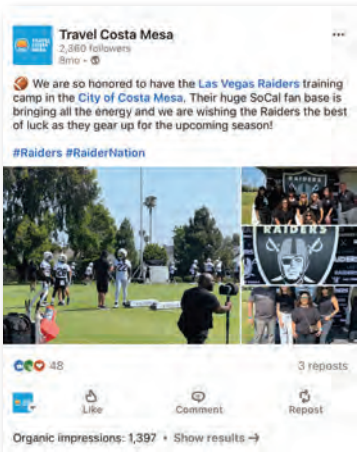 Travel Costa Mesa
2,360 followers
8mo •
We are so honored to have the Las Vegas Raiders training
camp in the City of Costa Mesa. Their huge SoCal fan base is
bringing all the energy and we are wishing the Raiders the best
of luck as they gear up for the upcoming season!
#Raiders #RaiderNation
RAIDERS
48
3 reposts
Like
Comment
Repost
Organic impressions: 1,397 • Show results →